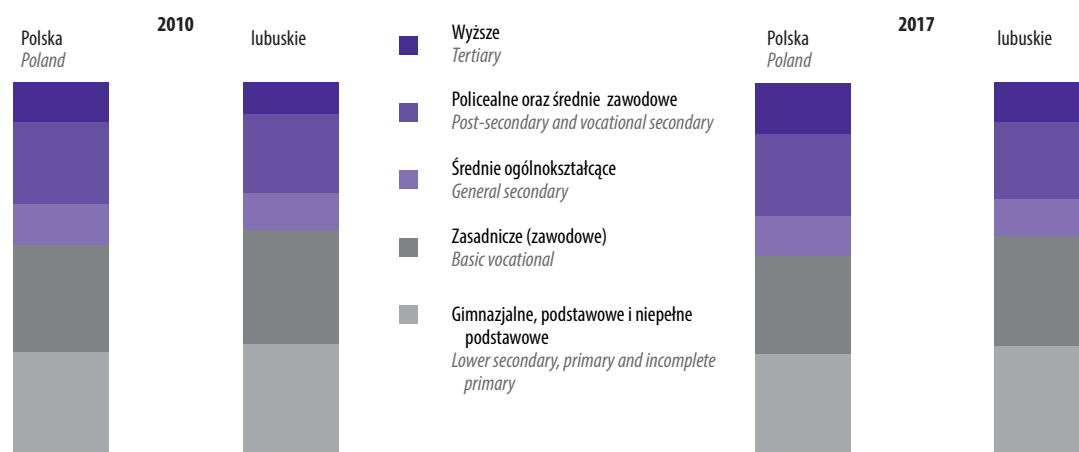 2010
Polska
Poland
lubuskie
Wyższe
Tertiary
Policealne oraz średnie zawodowe
Post-secondary and vocational secondary
Średnie ogólnokształcące
General secondary
Zasadnicze (zawodowe)
Basic vocational
Gimnazjalne, podstawowe i niepełne
podstawowe
Lower secondary, primary and incomplete
primary
2017
Polska
Poland
lubuskie